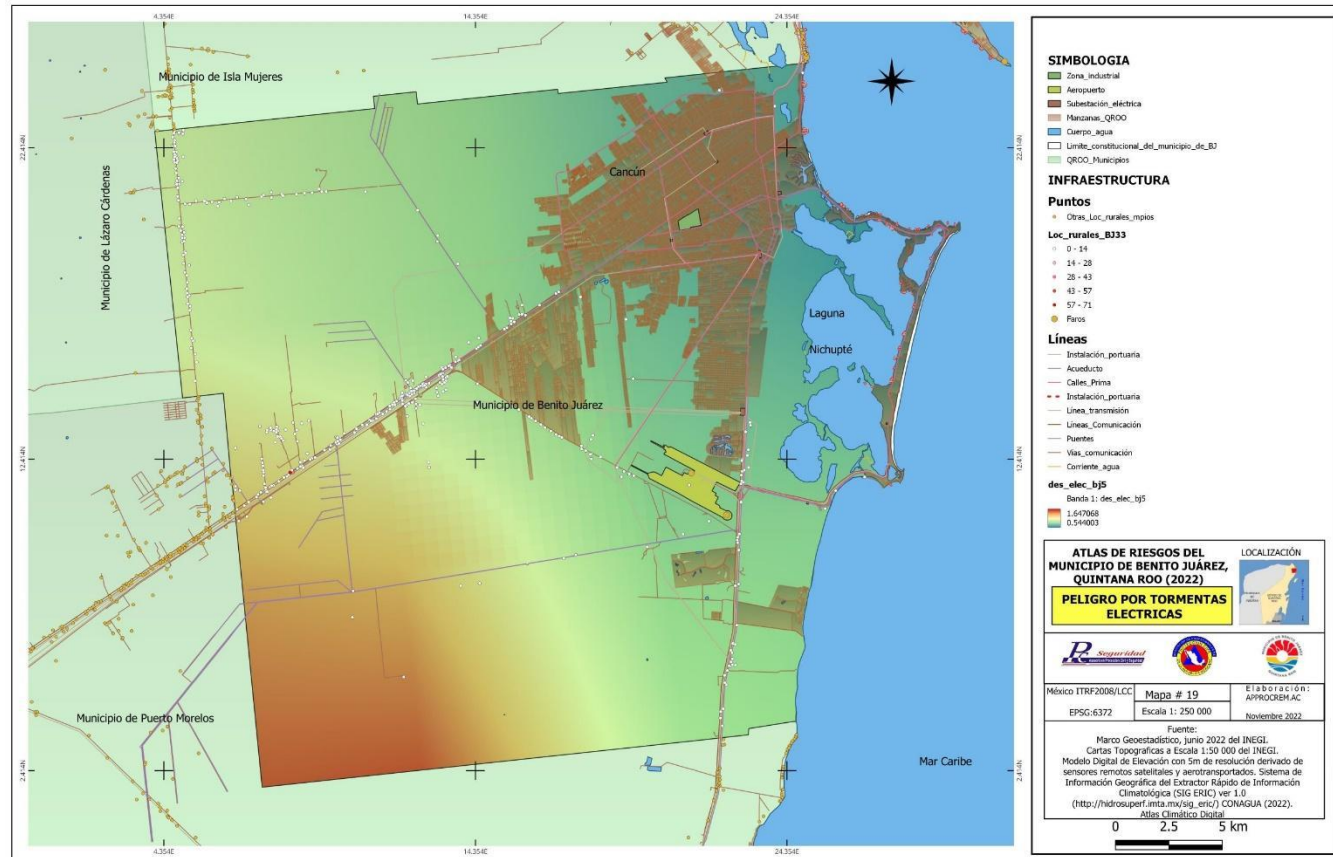 4.354E
14.354E
24.354E
Municipio de Isla Mujeres
22.414N
22.414N
Cancún
Municipio de Lázaro Cárdenas
Laguna
Nichupté
Municipio de Benito Juárez
12.414N
12.414N
Municipio de Puerto Morelos
Mar Caribe
2.414N
2.414N
4.354E
14.354E
24.354E
SIMBOLOGIA
Zona_industrial
Aeropuerto
Subestación_eléctrica
Manzanas_QROO
Cuerpo_agua
Limite_constitucional_del_municipio_de_BJ
QROO_Municipios
INFRAESTRUCTURA
Puntos
Otras_Loc_rurales_mpios
Loc_rurales_BJ33
0 - 14
14 - 28
28 - 43
43 - 57
57 - 71
Faros
Líneas
Instalación_portuaria
Acueducto
Calles_Prima
Instalación_portuaria
Línea_transmisión
Líneas_Comunicación
Puentes
Vías_comunicación
Corriente_agua
des_elec_bj5
Banda 1: des_elec_bj5
1.647068
0.544003
ATLAS DE RIESGOS DEL
MUNICIPIO DE BENITO JUÁREZ,
QUINTANA ROO (2022)
PELIGRO POR TORMENTAS
ELECTRICAS
LOCALIZACIÓN
Seguridad
México ITRF2008/LCC
EPSG:6372
Mapa # 19
Escala 1: 250 000
Elaboración:
APPROCREM.AC
Noviembre 2022
Fuente:
Marco Geoestadístico, junio 2022 del INEGI.
Cartas Topograficas a Escala 1:50 000 del INEGI.
Modelo Digital de Elevación con 5m de resolución derivado de
sensores remotos satelitales y aerotransportados. Sistema de
Información Geográfica del Extractor Rápido de Información
Climatológica (SIG ERIC) ver 1.0
(http://hidrosuperf.imta.mx/sig_eric/) CONAGUA (2022).
Atlas Climático Digital
0 2.5 5 km